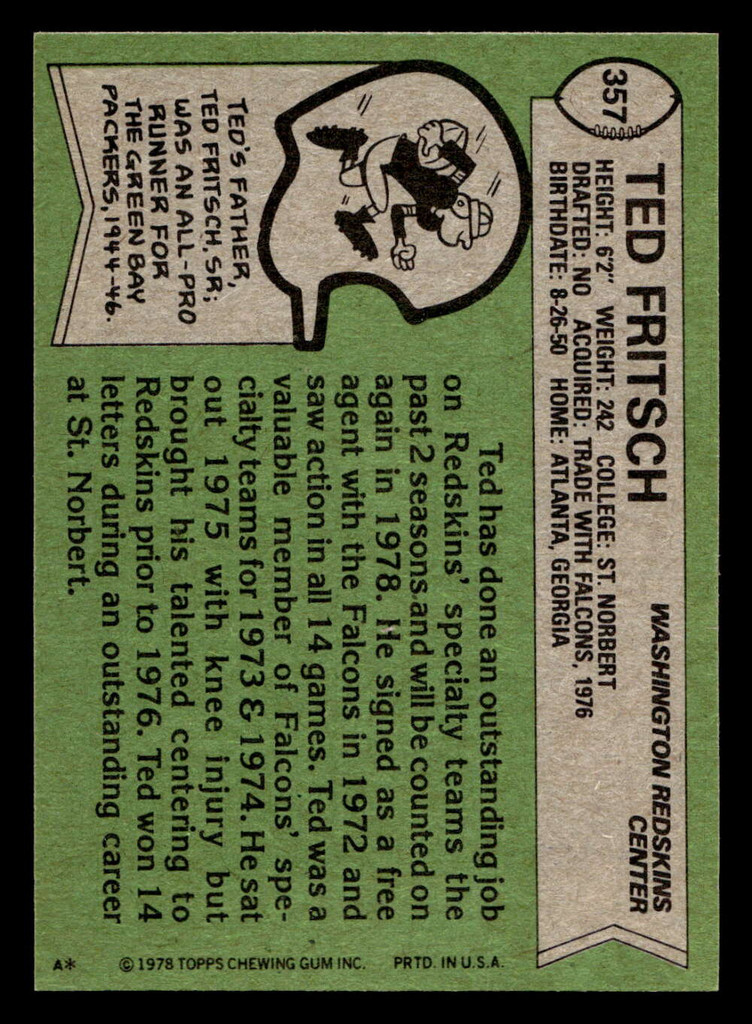 357
TED FRITSCH
WASHINGTON REDSKINS
CENTER
HEIGHT: 6'2" WEIGHT: 242 COLLEGE: ST. NORBERT
DRAFTED: NO ACQUIRED: TRADE WITH FALCONS, 1976
BIRTHDATE: 8-26-50 HOME: ATLANTA, GEORGIA
TED'S FATHER,
TED FRITSCH, SR;
WAS AN ALL-PRO
RUNNER FOR
THE GREEN BAY
PACKERS, 1944-46.
Ted has done an outstanding job
on Redskins' specialty teams the
past 2 seasons and will be counted on
again in 1978. He signed as a free
agent with the Falcons in 1972 and
saw action in all 14 games. Ted was a
valuable member of Falcons' spe-
cialty teams for 1973 & 1974. He sat
out 1975 with knee injury but
brought his talented centering to
Redskins prior to 1976. Ted won 14
letters during an outstanding career
at St. Norbert.
A* © 1978 TOPPS CHEWING GUM INC. PRTD. IN U.S.A.